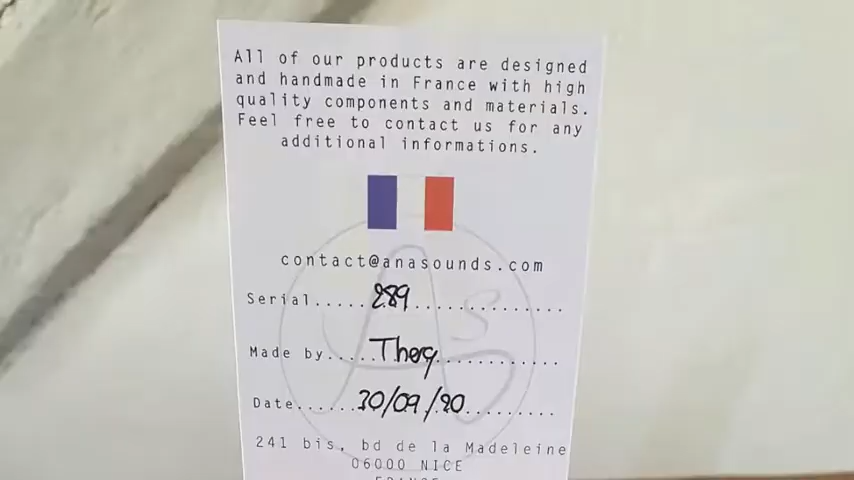 All of our products are designed
and handmade in France with high
quality components and materials.
Feel free to contact us for any
additional informations.
contact@anasounds.com
Serial.....289..............
Made by.....Theq............
Date......30/09/20.........
241 bis, bd de la Madeleine
06000 NICE
FRANCE